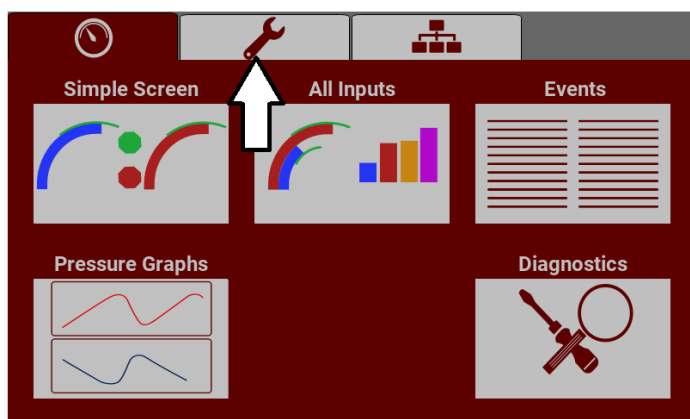 Simple Screen
All Inputs
Events
Pressure Graphs
Diagnostics